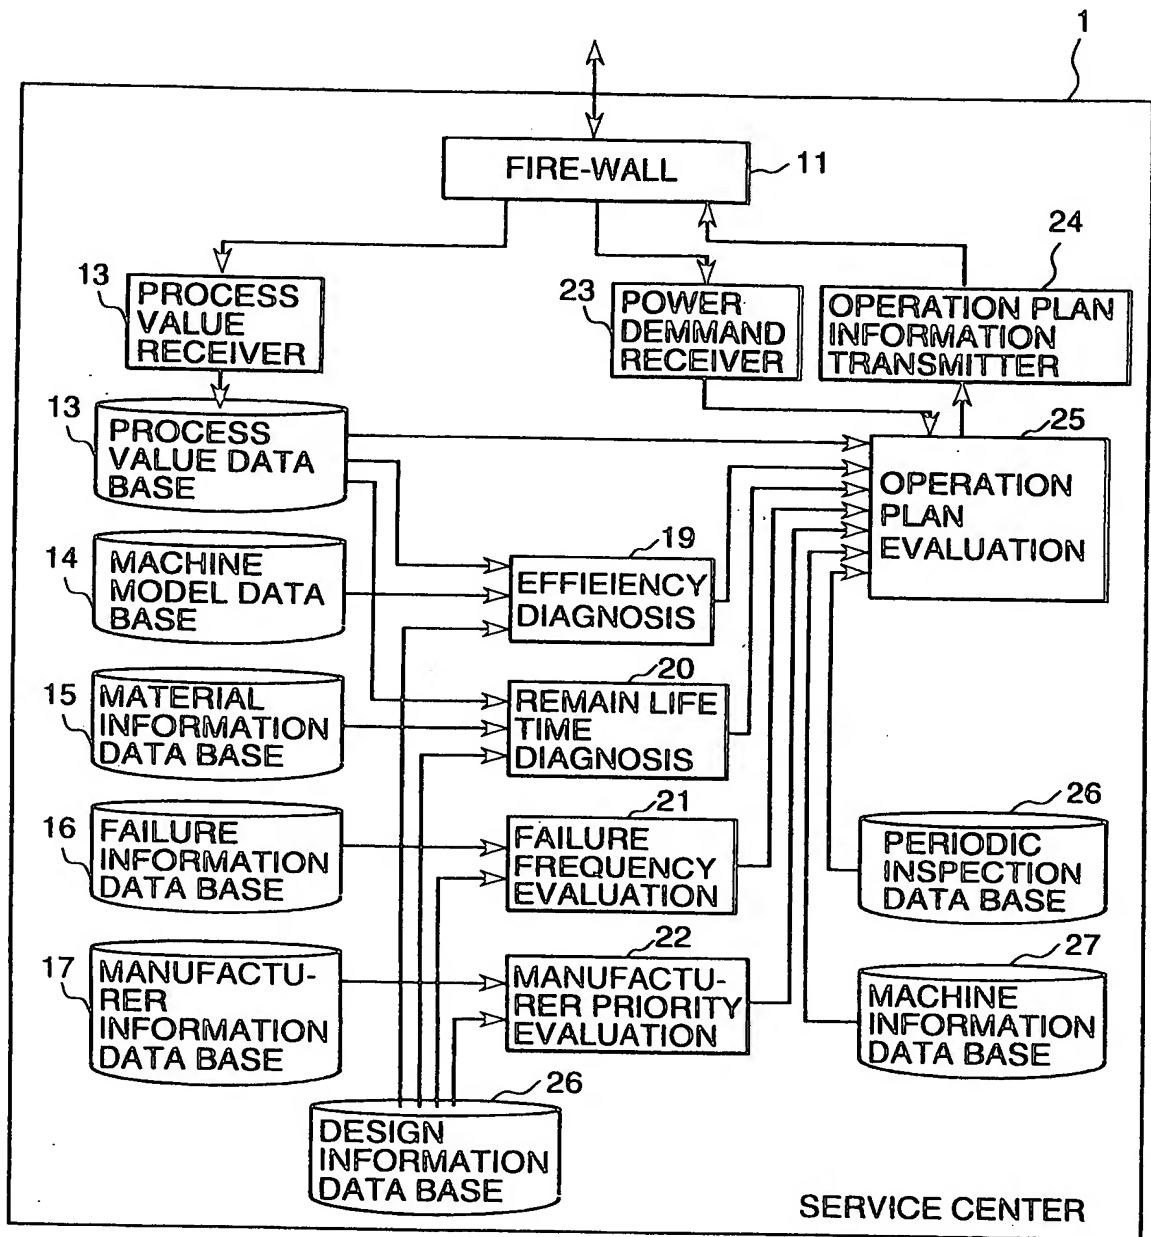 1
FIRE-WALL
11
24
13
PROCESS
VALUE
RECEIVER
23
POWER
DEMMAND
RECEIVER
OPERATION PLAN
INFORMATION
TRANSMITTER
13
PROCESS
VALUE DATA
BASE
25
OPERATION
PLAN
EVALUATION
14
MACHINE
MODEL DATA
BASE
19
EFFIEIENCY
DIAGNOSIS
15
MATERIAL
INFORMATION
DATA BASE
20
REMAIN LIFE
TIME
DIAGNOSIS
16
FAILURE
INFORMATION
DATA BASE
21
FAILURE
FREQUENCY
EVALUATION
26
PERIODIC
INSPECTION
DATA BASE
17
MANUFACTU-
RER
INFORMATION
DATA BASE
22
MANUFACTU-
RER PRIORITY
EVALUATION
27
MACHINE
INFORMATION
DATA BASE
26
DESIGN
INFORMATION
DATA BASE
SERVICE CENTER